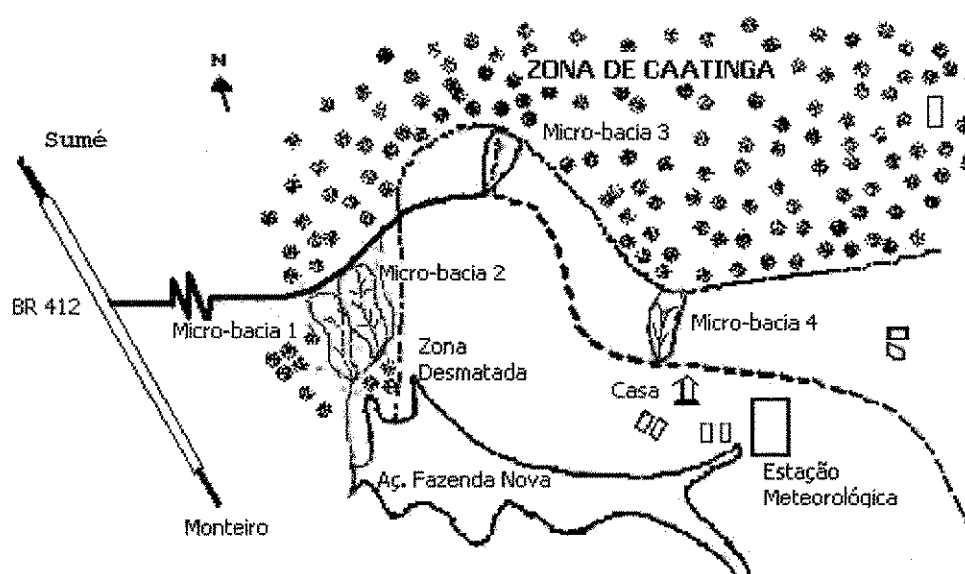 ZONA DE CAATINGA
N
Micro-bacia 3
Sumé
Micro-bacia 2
BR 412
Micro-bacia 1
Micro-bacia 4
Zona
Desmatada
Casa
Aç. Fazenda Nova
Estação
Meteorológica
Monteiro